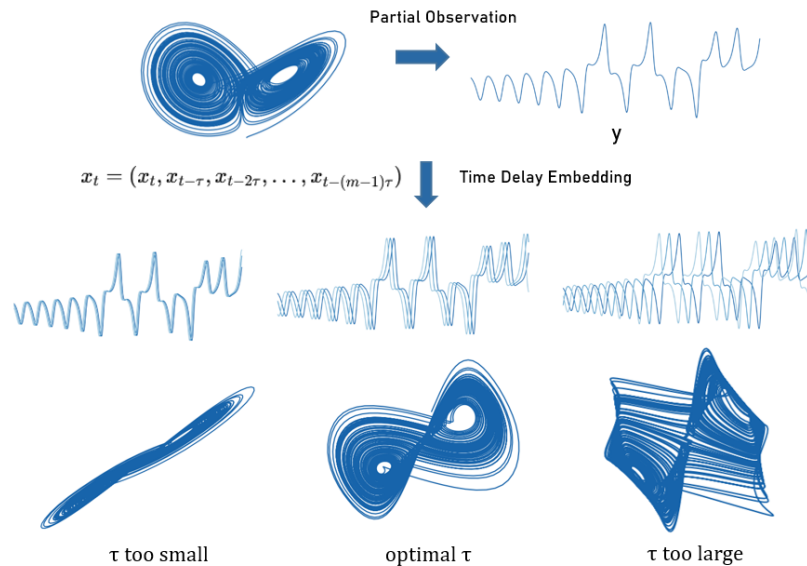 Partial Observation
y
x_t = (x_t, x_{t−τ}, x_{t−2τ}, . . . , x_{t−(m−1)τ})
Time Delay Embedding
τ too small
optimal τ
τ too large